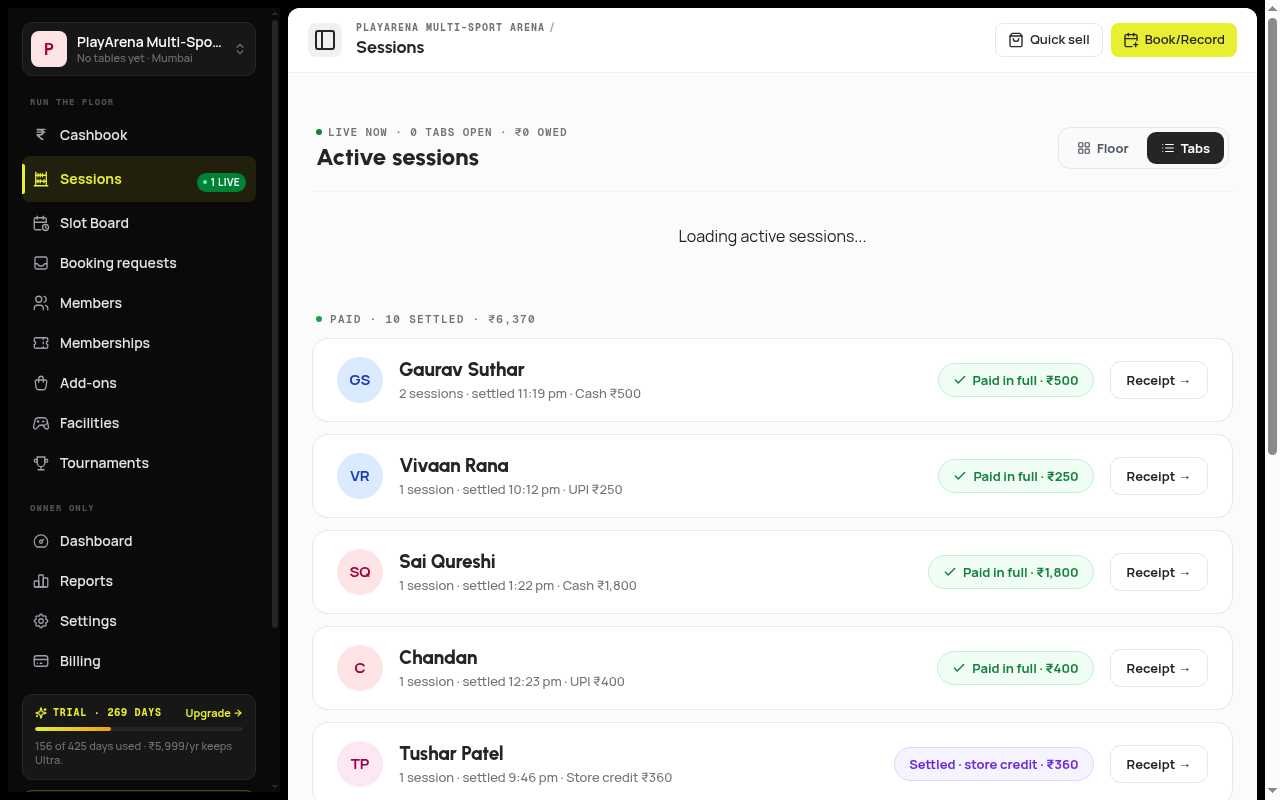 P
PlayArena Multi-Spo...
No tables yet · Mumbai
RUN THE FLOOR
₹ Cashbook
Sessions
1 LIVE
Slot Board
Booking requests
Members
Memberships
Add-ons
Facilities
Tournaments
OWNER ONLY
Dashboard
Reports
Settings
Billing
TRIAL · 269 DAYS
Upgrade →
156 of 425 days used · ₹5,999/yr keeps
Ultra.
PLAYARENA MULTI-SPORT ARENA /
Sessions
Quick sell
Book/Record
LIVE NOW · 0 TABS OPEN · ₹0 OWED
Active sessions
Floor
Tabs
Loading active sessions...
PAID · 10 SETTLED · ₹6,370
GS
Gaurav Suthar
2 sessions · settled 11:19 pm · Cash ₹500
Paid in full · ₹500
Receipt →
VR
Vivaan Rana
1 session · settled 10:12 pm · UPI ₹250
Paid in full · ₹250
Receipt →
SQ
Sai Qureshi
1 session · settled 1:22 pm · Cash ₹1,800
Paid in full · ₹1,800
Receipt →
C
Chandan
1 session · settled 12:23 pm · UPI ₹400
Paid in full · ₹400
Receipt →
TP
Tushar Patel
1 session · settled 9:46 pm · Store credit ₹360
Settled · store credit · ₹360
Receipt →